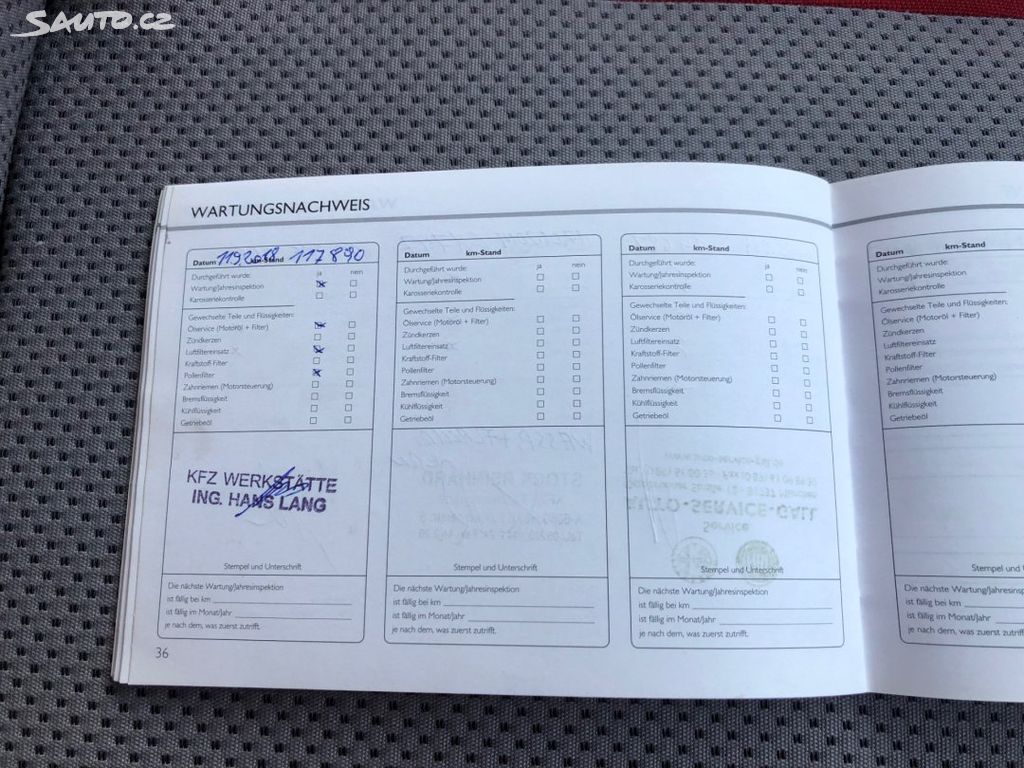 SAUTO.CZ
WARTUNGSNACHWEIS
Datum 1192018 km-Stand 117890
Durchgeführt wurde: ja nein
Wartung/Jahresinspektion
Karosseriekontrolle
Gewechselte Teile und Flüssigkeiten:
Ölservice (Motoröl + Filter)
Zündkerzen
Luftfiltereinsatz
Kraftstoff-Filter
Pollenfilter
Zahnriemen (Motorsteuerung)
Bremsflüssigkeit
Kühlflüssigkeit
Getriebeöl
KFZ WERKSTÄTTE
ING. HANS LANG
Stempel und Unterschrift
Die nächste Wartung/Jahresinspektion
ist fällig bei km
ist fällig im Monat/Jahr
je nach dem, was zuerst zutrifft.
36
Datum km-Stand
Durchgeführt wurde: ja nein
Wartung/Jahresinspektion
Karosseriekontrolle
Gewechselte Teile und Flüssigkeiten:
Ölservice (Motoröl + Filter)
Zündkerzen
Luftfiltereinsatz
Kraftstoff-Filter
Pollenfilter
Zahnriemen (Motorsteuerung)
Bremsflüssigkeit
Kühlflüssigkeit
Getriebeöl
Stempel und Unterschrift
Die nächste Wartung/Jahresinspektion
ist fällig bei km
ist fällig im Monat/Jahr
je nach dem, was zuerst zutrifft.
Datum km-Stand
Durchgeführt wurde: ja nein
Wartung/Jahresinspektion
Karosseriekontrolle
Gewechselte Teile und Flüssigkeiten:
Ölservice (Motoröl + Filter)
Zündkerzen
Luftfiltereinsatz
Kraftstoff-Filter
Pollenfilter
Zahnriemen (Motorsteuerung)
Bremsflüssigkeit
Kühlflüssigkeit
Getriebeöl
Stempel und Unterschrift
Die nächste Wartung/Jahresinspektion
ist fällig bei km
ist fällig im Monat/Jahr
je nach dem, was zuerst zutrifft.
Datum km-Stand
Durchgeführt wurde:
Wartung/Jahresinspektion
Karosseriekontrolle
Gewechselte Teile und Flüssigkeiten:
Ölservice (Motoröl + Filter)
Zündkerzen
Luftfiltereinsatz
Kraftstoff-Filter
Pollenfilter
Zahnriemen (Motorsteuerung)
Bremsflüssigkeit
Kühlflüssigkeit
Getriebeöl
Stempel und
Die nächste Wartung/Jahresins
ist fällig bei km
ist fällig im Monat/Jahr
je nach dem, was zuerst zutrifft